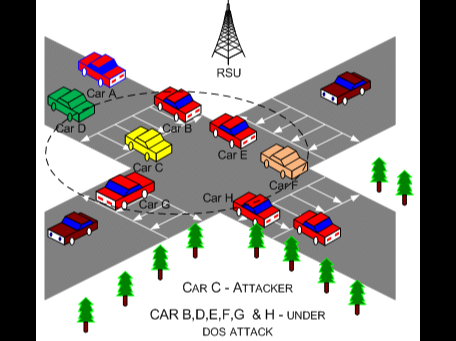 RSU
Car A
Car D
Car B
Car E
Car C
Car F
Car G
Car H
CAR C - ATTACKER
CAR B,D,E,F,G & H - UNDER
DOS ATTACK